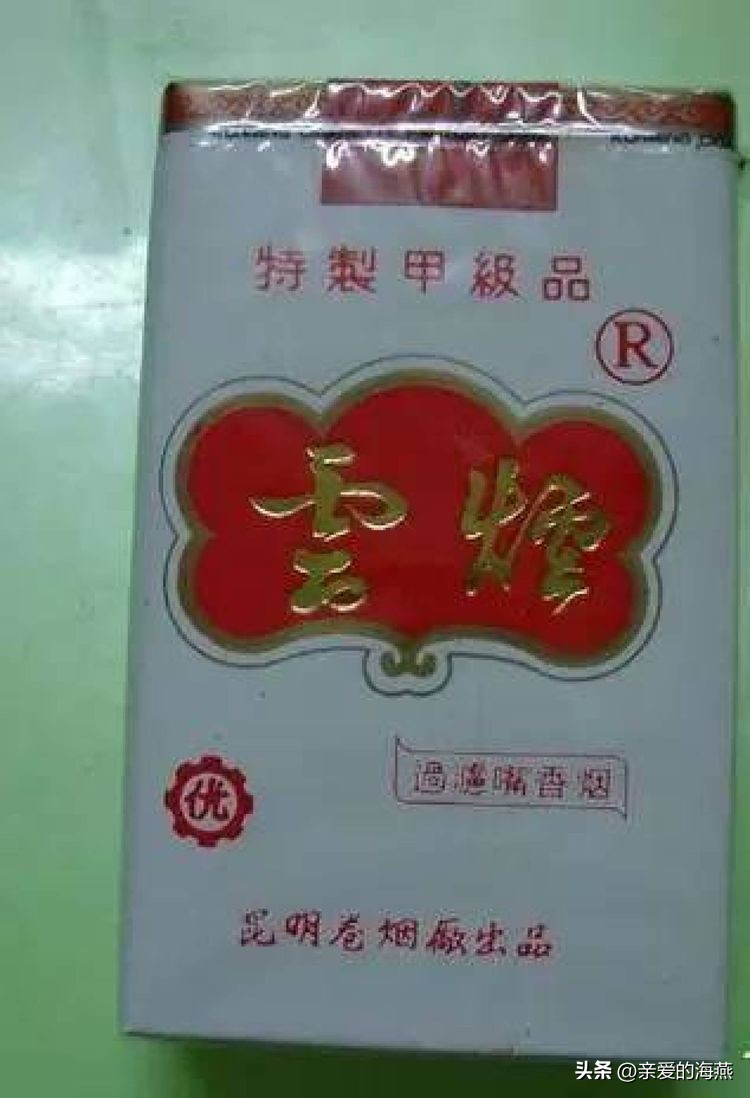 特製甲級品
R
雲煙
优
過濾嘴香烟
昆明卷烟廠出品
头条 @亲爱的海燕